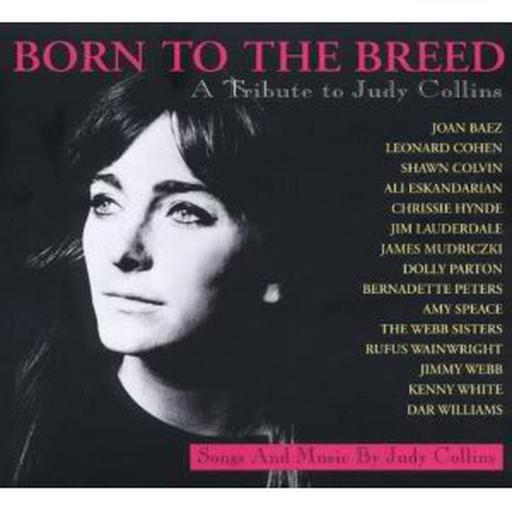 BORN TO THE BREED
A Tribute to Judy Collins
JOAN BAEZ
LEONARD COHEN
SHAWN COLVIN
ALI ESKANDARIAN
CHRISSIE HYNDE
JIM LAUDERDALE
JAMES MUDRICZKI
DOLLY PARTON
BERNADETTE PETERS
AMY SPEACE
THE WEBB SISTERS
RUFUS WAINWRIGHT
JIMMY WEBB
KENNY WHITE
DAR WILLIAMS
Songs And Music By Judy Collins